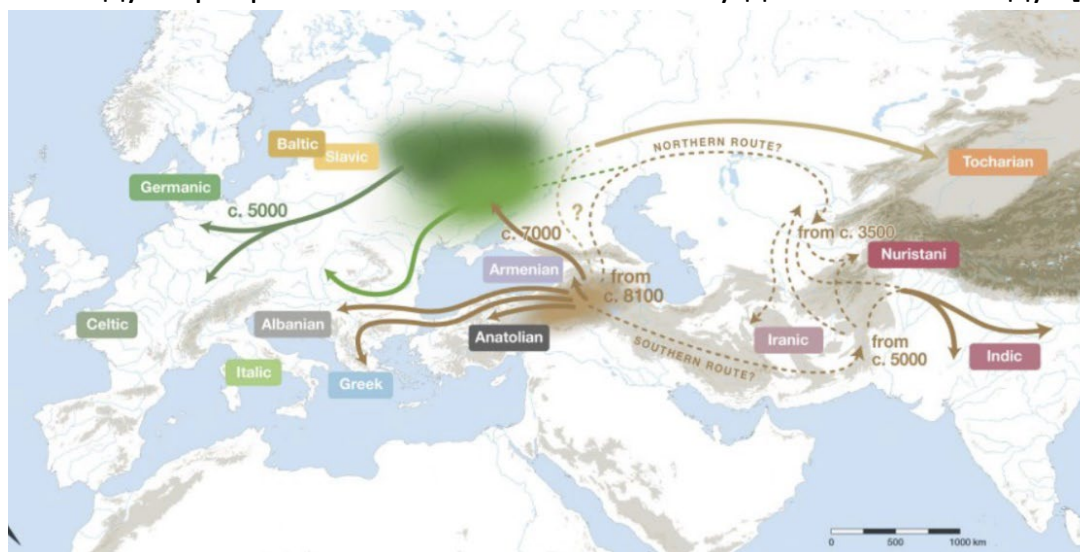 Baltic
Slavic
Germanic
c. 5000
NORTHERN ROUTE?
Tocharian
?
c. 7000
from c. 3500
Nuristani
Armenian
from
c. 8100
Celtic
Albanian
Anatolian
SOUTHERN ROUTE?
Iranic
from
c. 5000
Indic
Italic
Greek
0 500 1000 km